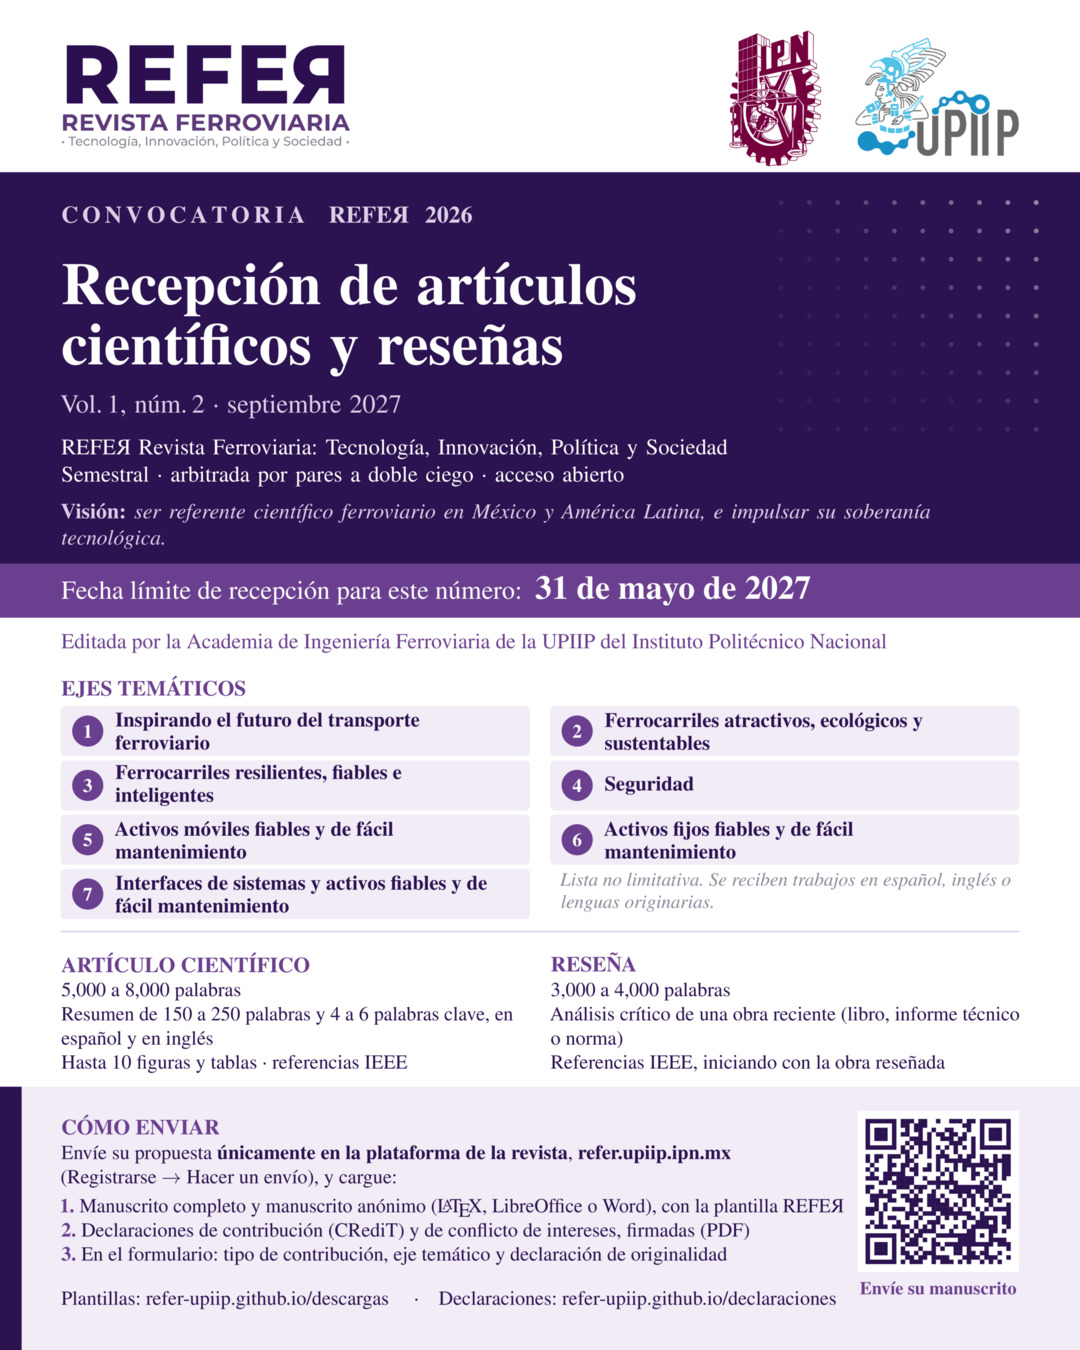 REFEЯ
REVISTA FERROVIARIA
· Tecnología, Innovación, Política y Sociedad ·
IPN
UPIIP
CONVOCATORIA REFEЯ 2026
Recepción de artículos
científicos y reseñas
Vol. 1, núm. 2 · septiembre 2027
REFEЯ Revista Ferroviaria: Tecnología, Innovación, Política y Sociedad
Semestral · arbitrada por pares a doble ciego · acceso abierto
Visión: ser referente científico ferroviario en México y América Latina, e impulsar su soberanía
tecnológica.
Fecha límite de recepción para este número: 31 de mayo de 2027
Editada por la Academia de Ingeniería Ferroviaria de la UPIIP del Instituto Politécnico Nacional
EJES TEMÁTICOS
1 Inspirando el futuro del transporte
ferroviario
2 Ferrocarriles atractivos, ecológicos y
sustentables
3 Ferrocarriles resilientes, fiables e
inteligentes
4 Seguridad
5 Activos móviles fiables y de fácil
mantenimiento
6 Activos fijos fiables y de fácil
mantenimiento
7 Interfaces de sistemas y activos fiables y de
fácil mantenimiento
Lista no limitativa. Se reciben trabajos en español, inglés o
lenguas originarias.
ARTÍCULO CIENTÍFICO
5,000 a 8,000 palabras
Resumen de 150 a 250 palabras y 4 a 6 palabras clave, en
español y en inglés
Hasta 10 figuras y tablas · referencias IEEE
RESEÑA
3,000 a 4,000 palabras
Análisis crítico de una obra reciente (libro, informe técnico
o norma)
Referencias IEEE, iniciando con la obra reseñada
CÓMO ENVIAR
Envíe su propuesta únicamente en la plataforma de la revista, refer.upiip.ipn.mx
(Registrarse → Hacer un envío), y cargue:
1. Manuscrito completo y manuscrito anónimo (LATEX, LibreOffice o Word), con la plantilla REFEЯ
2. Declaraciones de contribución (CRediT) y de conflicto de intereses, firmadas (PDF)
3. En el formulario: tipo de contribución, eje temático y declaración de originalidad
Plantillas: refer-upiip.github.io/descargas · Declaraciones: refer-upiip.github.io/declaraciones
Envíe su manuscrito